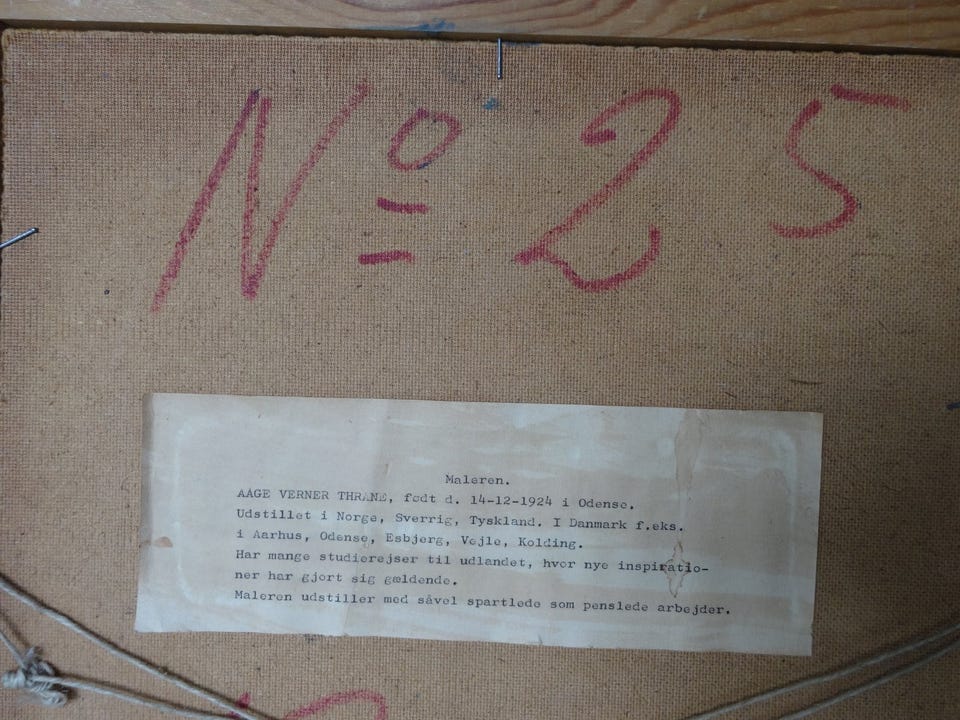 Nº 25
Maleren.
AAGE VERNER THRANE, født d. 14-12-1924 i Odense.
Udstillet i Norge, Sverrig, Tyskland. I Danmark f.eks.
i Aarhus, Odense, Esbjerg, Vejle, Kolding.
Har mange studierejser til udlandet, hvor nye inspiratio-
ner har gjort sig gældende.
Maleren udstiller med såvel spartlede som penslede arbejder.